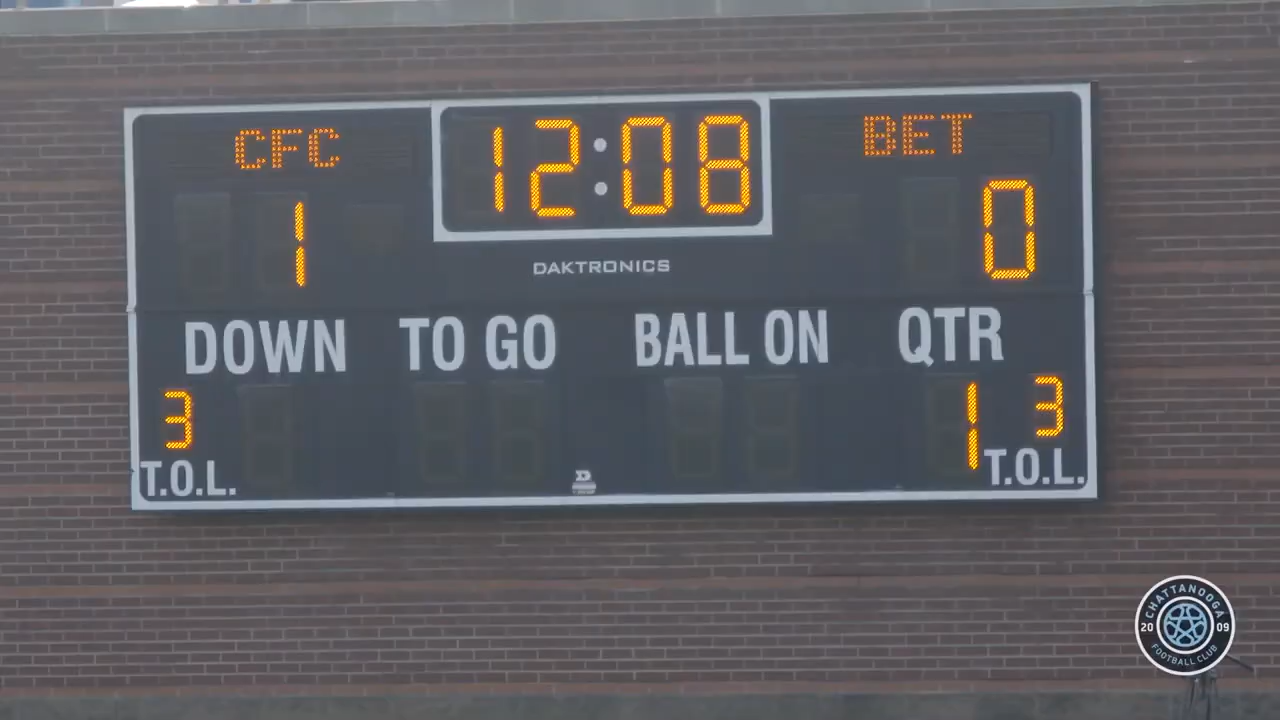 CFC 12:08 BET
1 0
DAKTRONICS
DOWN TO GO BALL ON QTR
3 1 3
T.O.L. T.O.L.
CHATTANOOGA
20 09
FOOTBALL CLUB